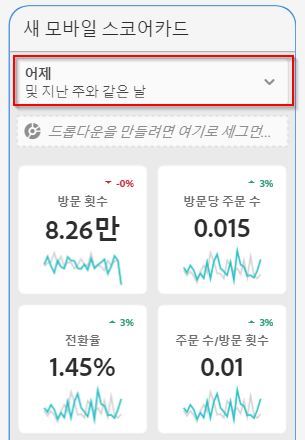 새 모바일 스코어카드
어제
및 지난 주와 같은 날
드롭다운을 만들려면 여기로 세그먼...
-0%
방문 횟수
8.26만
3%
방문당 주문 수
0.015
3%
전환율
1.45%
3%
주문 수/방문 횟수
0.01